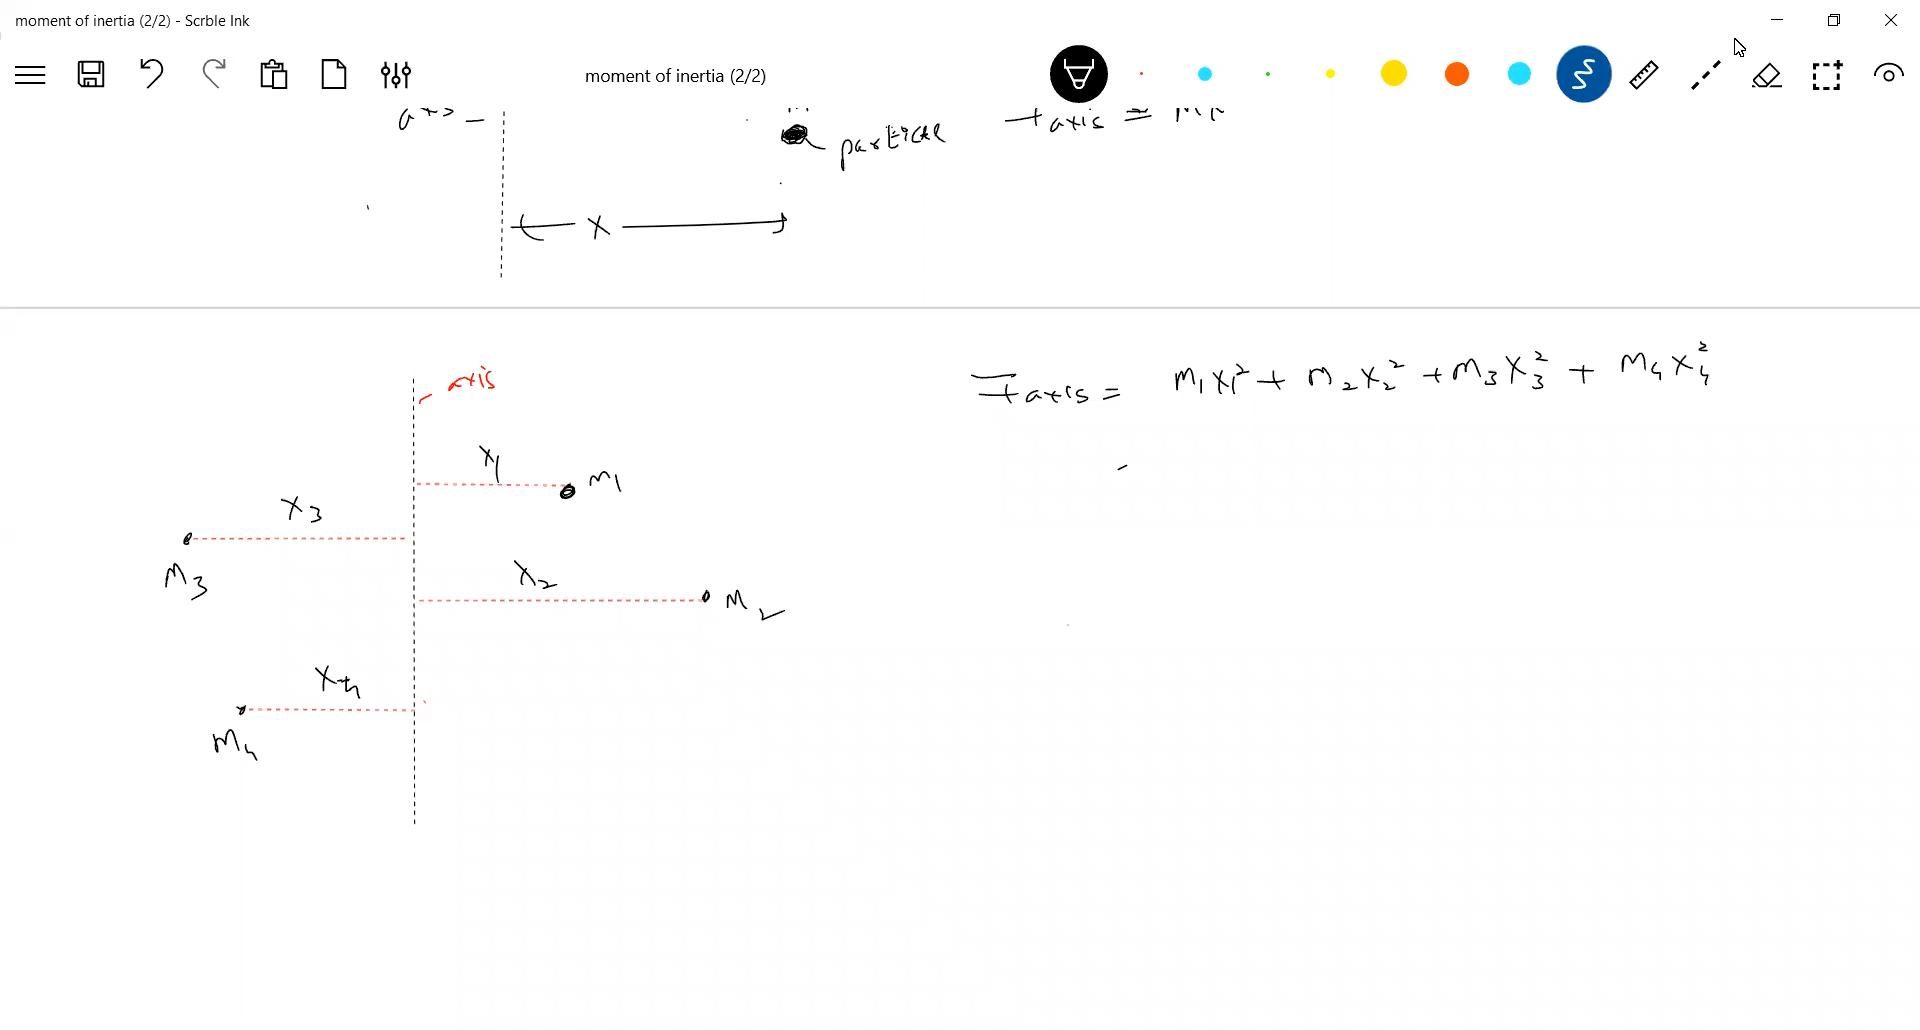 moment of inertia (2/2) - Scrble Ink
moment of inertia (2/2)
axis
particle
I axis = 
x
axis
I axis = m₁x₁² + m₂x₂² + m₃x₃² + m₄x₄²
x₁
m₁
x₃
m₃
x₂
m₂
x₄
m₄